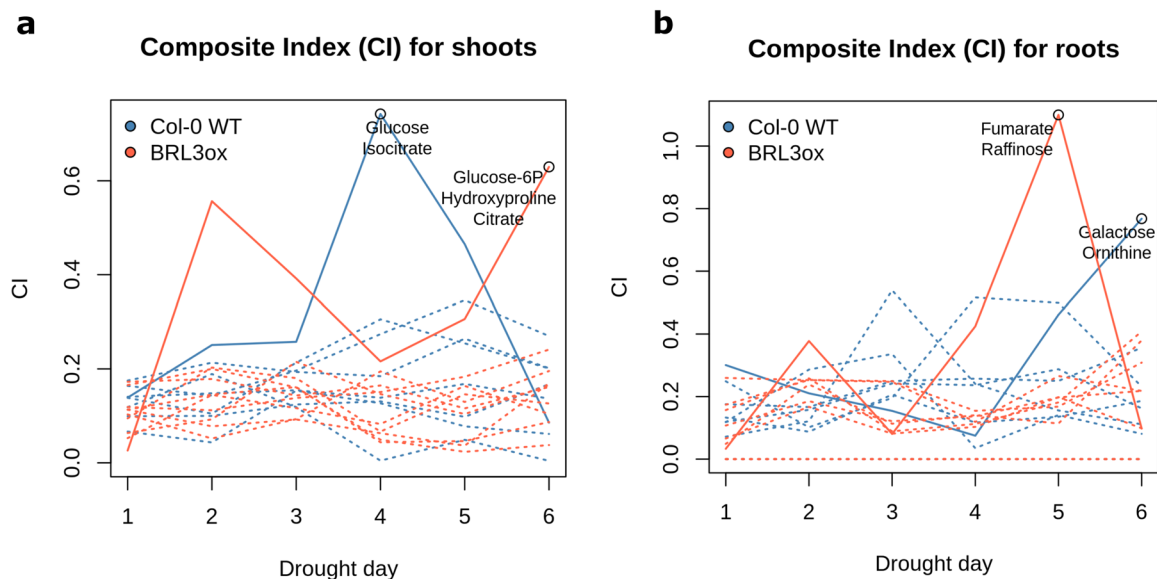 a
Composite Index (CI) for shoots
Col-0 WT
BRL3ox
Glucose
Isocitrate
Glucose-6P
Hydroxyproline
Citrate
CI
0.6
0.4
0.2
0.0
1 2 3 4 5 6
Drought day
b
Composite Index (CI) for roots
Col-0 WT
BRL3ox
Fumarate
Raffinose
Galactose
Ornithine
CI
1.0
0.8
0.6
0.4
0.2
0.0
1 2 3 4 5 6
Drought day